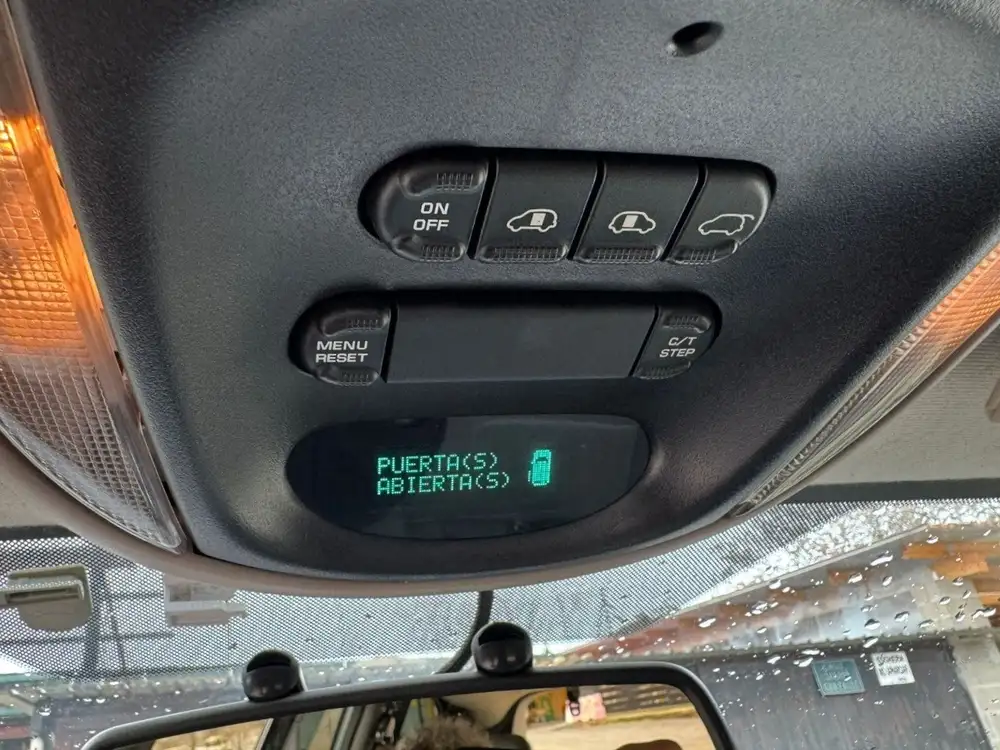 ON
OFF
MENU
RESET
C/T
STEP
PUERTA(S)
ABIERTA(S)